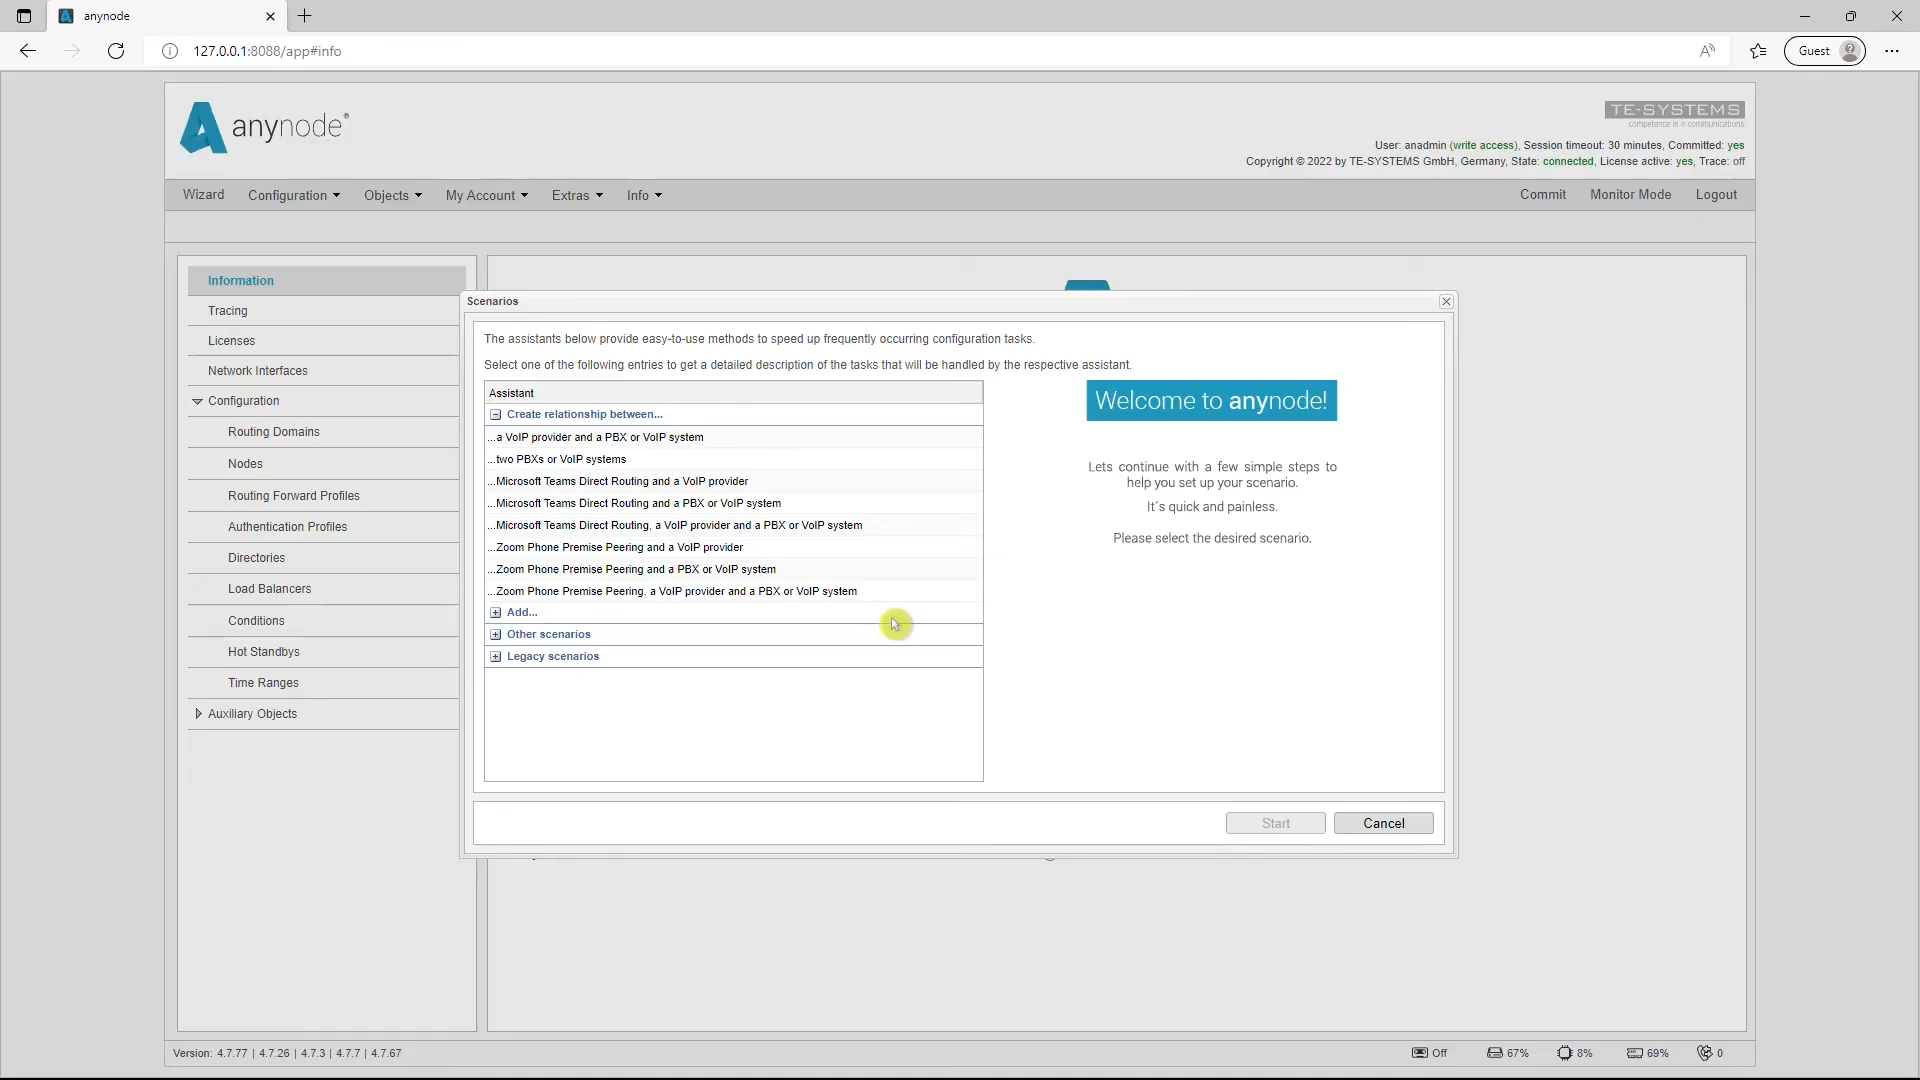 anynode
127.0.0.1:8088/app#info
Guest
anynode®
TE-SYSTEMS
competence in e-communications.
User: anadmin (write access), Session timeout: 30 minutes, Committed: yes
Copyright © 2022 by TE-SYSTEMS GmbH, Germany, State: connected, License active: yes, Trace: off
Wizard Configuration Objects My Account Extras Info Commit Monitor Mode Logout
Information
Tracing
Licenses
Network Interfaces
Configuration
Routing Domains
Nodes
Routing Forward Profiles
Authentication Profiles
Directories
Load Balancers
Conditions
Hot Standbys
Time Ranges
Auxiliary Objects
Scenarios
The assistants below provide easy-to-use methods to speed up frequently occurring configuration tasks.
Select one of the following entries to get a detailed description of the tasks that will be handled by the respective assistant.
Assistant
Create relationship between...
...a VoIP provider and a PBX or VoIP system
...two PBXs or VoIP systems
...Microsoft Teams Direct Routing and a VoIP provider
...Microsoft Teams Direct Routing and a PBX or VoIP system
...Microsoft Teams Direct Routing, a VoIP provider and a PBX or VoIP system
...Zoom Phone Premise Peering and a VoIP provider
...Zoom Phone Premise Peering and a PBX or VoIP system
...Zoom Phone Premise Peering, a VoIP provider and a PBX or VoIP system
Add...
Other scenarios
Legacy scenarios
Welcome to anynode!
Lets continue with a few simple steps to
help you set up your scenario.
It´s quick and painless.
Please select the desired scenario.
Start Cancel
Version: 4.7.77 | 4.7.26 | 4.7.3 | 4.7.7 | 4.7.67
Off 67% 8% 69% 0